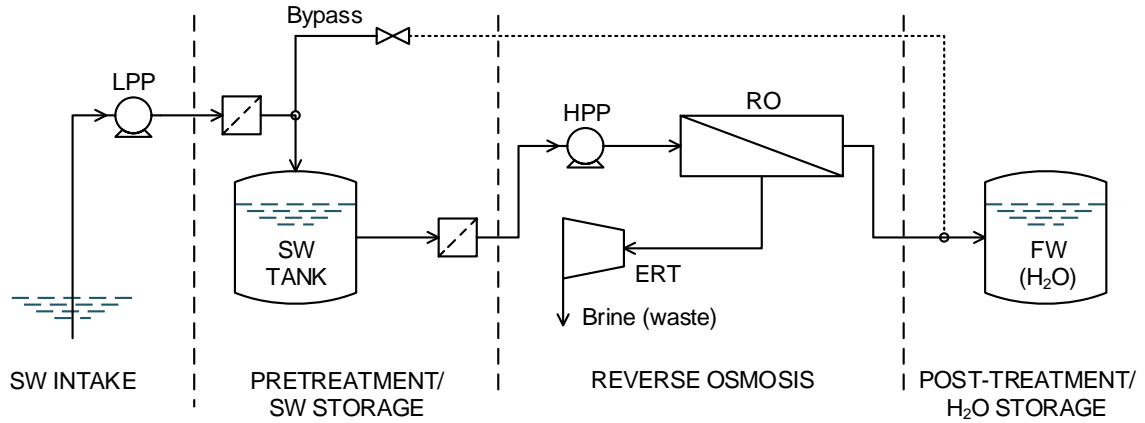 Bypass
LPP
HPP
RO
SW
TANK
ERT
FW
(H₂O)
Brine (waste)
SW INTAKE
PRETREATMENT/
SW STORAGE
REVERSE OSMOSIS
POST-TREATMENT/
H₂O STORAGE